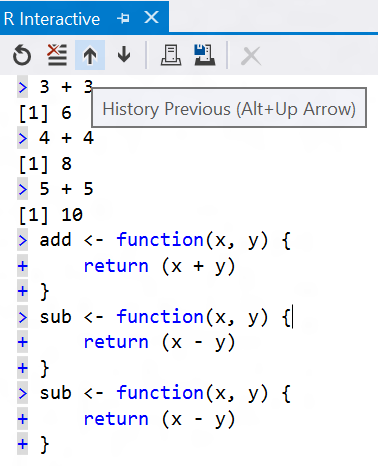 R Interactive
> 3 + 3
History Previous (Alt+Up Arrow)
[1] 6
> 4 + 4
[1] 8
> 5 + 5
[1] 10
> add <- function(x, y) {
+     return (x + y)
+ }
> sub <- function(x, y) {
+     return (x - y)
+ }
> sub <- function(x, y) {
+     return (x - y)
+ }